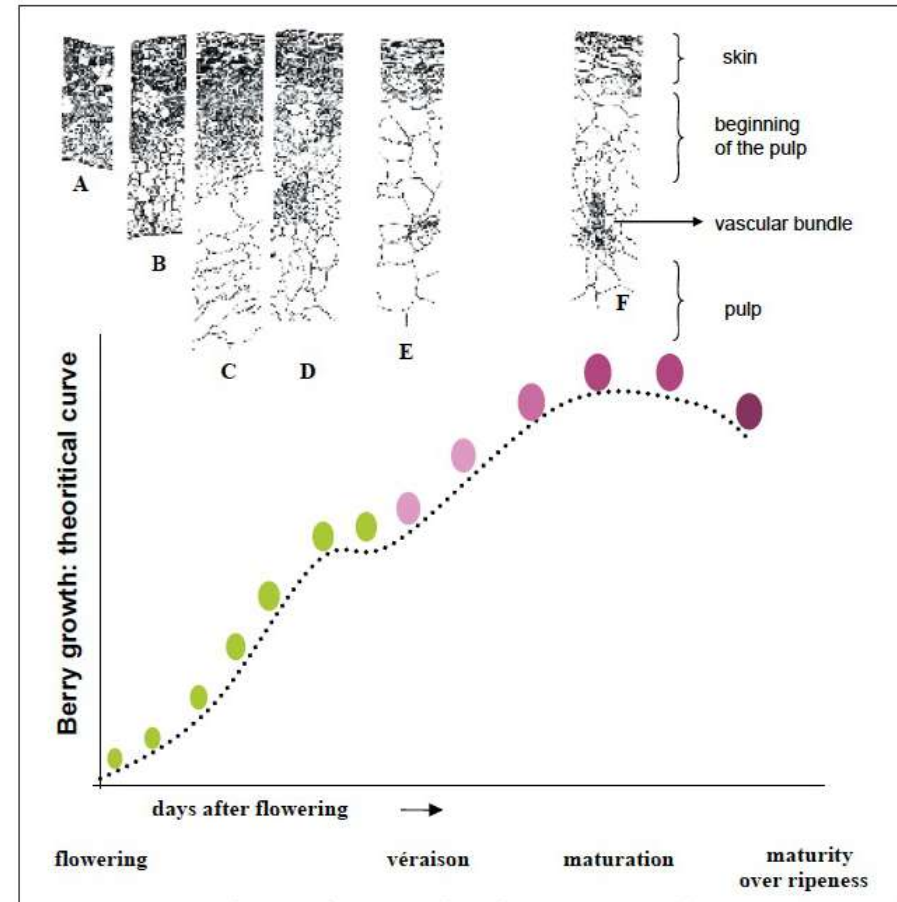 skin
beginning
of the pulp
vascular bundle
pulp
A
B
C
D
E
F
Berry growth: theoritical curve
days after flowering
flowering
véraison
maturation
maturity
over ripeness